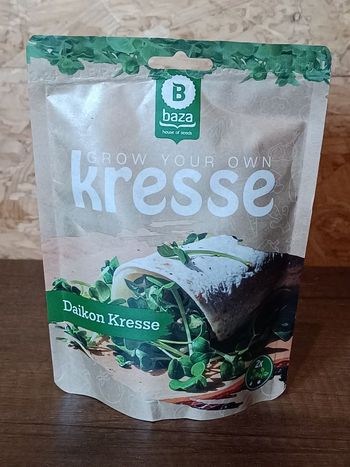 B
baza
house of seeds
GROW YOUR OWN
kresse
Daikon Kresse